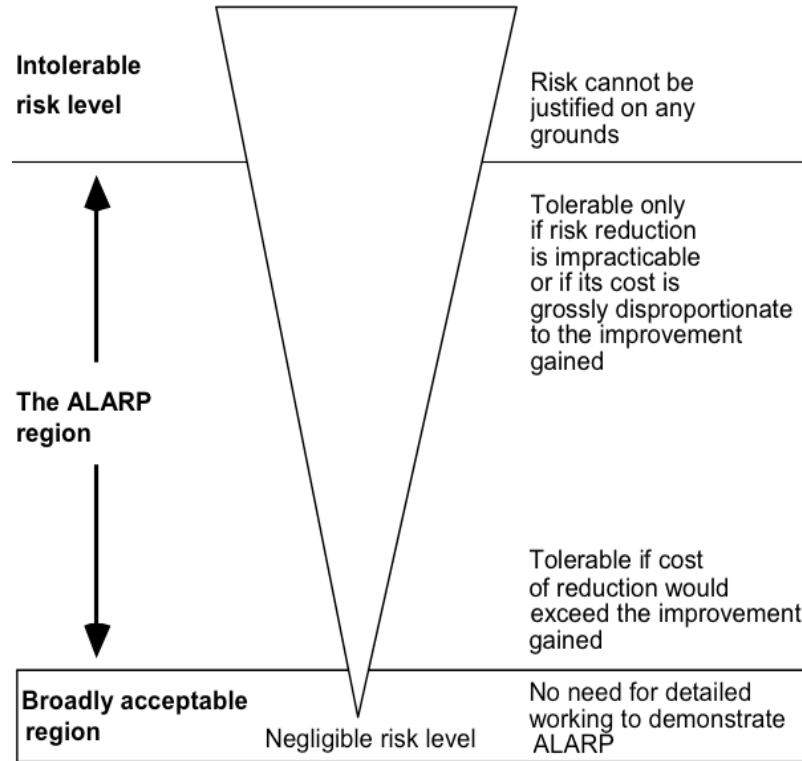 Intolerable
risk level
Risk cannot be
justified on any
grounds
Tolerable only
if risk reduction
is impracticable
or if its cost is
grossly disproportionate
to the improvement
gained
The ALARP
region
Tolerable if cost
of reduction would
exceed the improvement
gained
Broadly acceptable
region
Negligible risk level
No need for detailed
working to demonstrate
ALARP